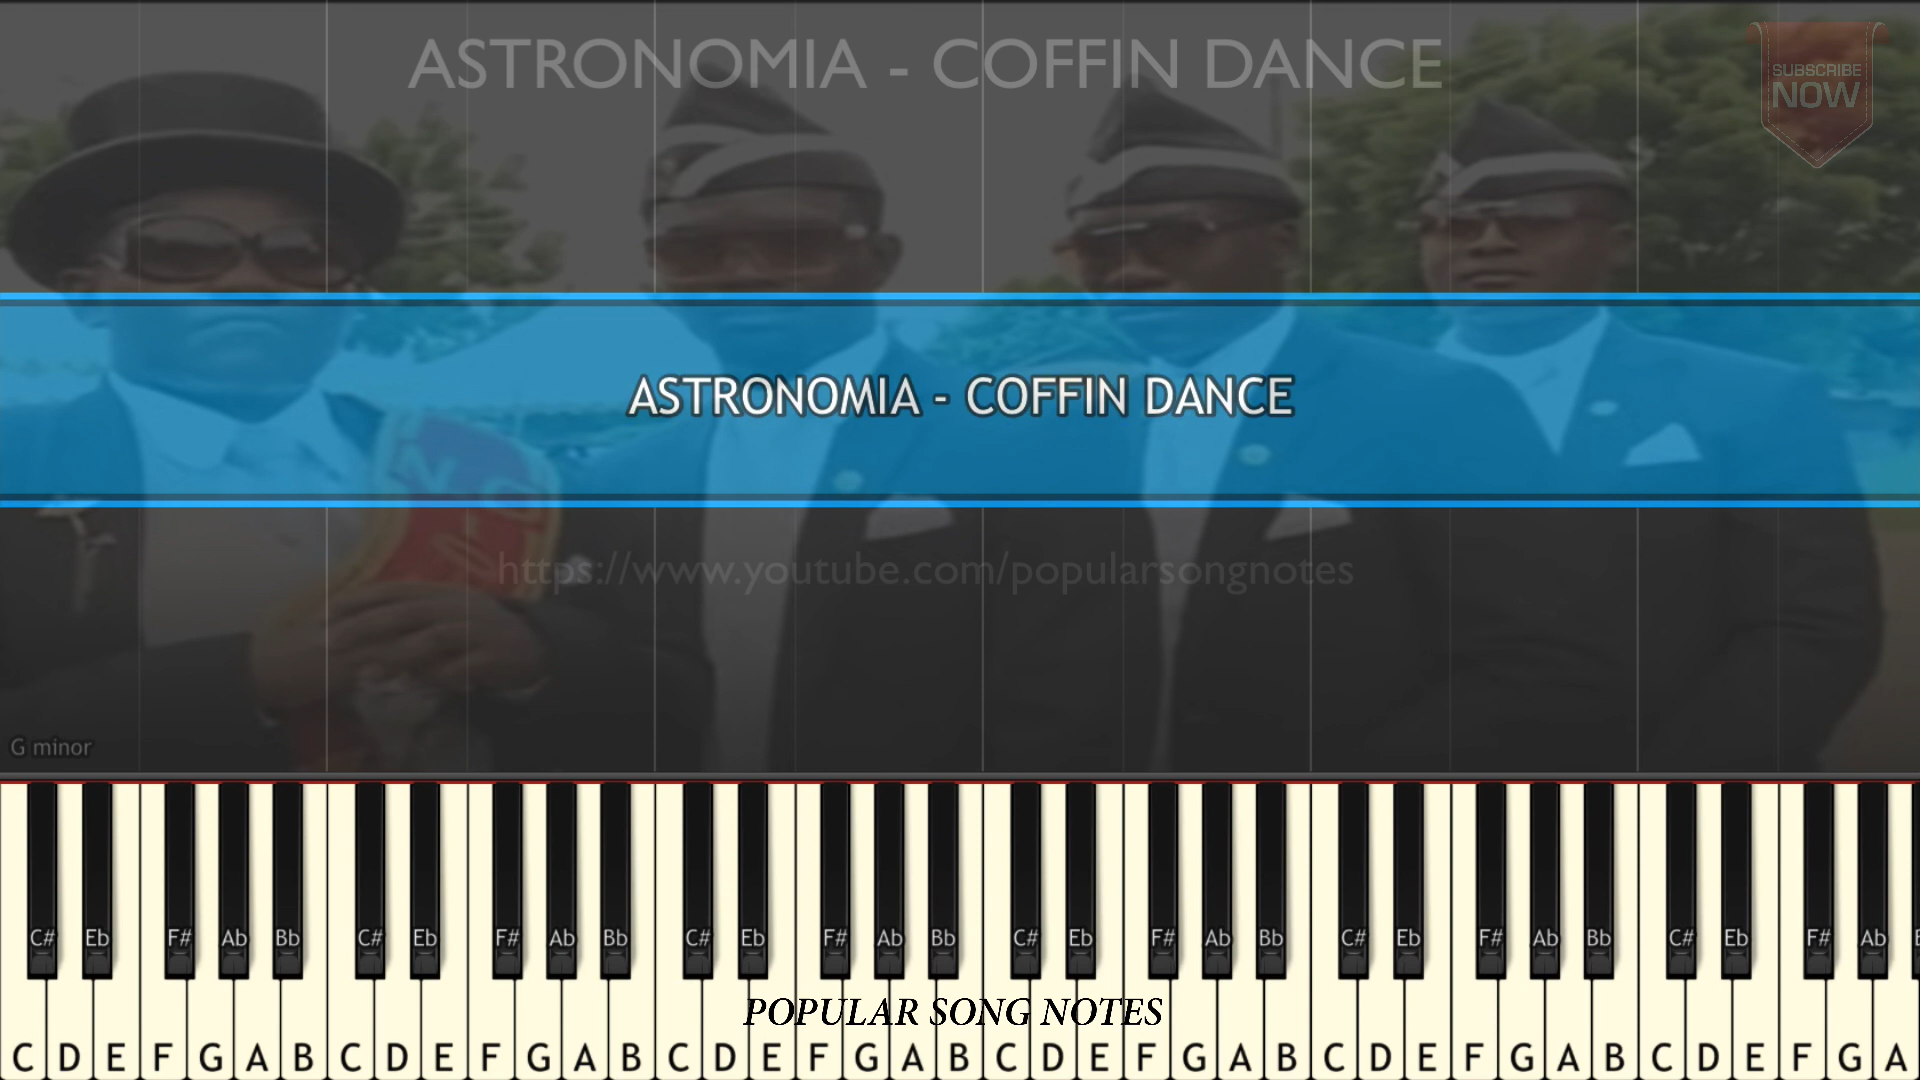 ASTRONOMIA - COFFIN DANCE
SUBSCRIBE
NOW
ASTRONOMIA - COFFIN DANCE
https://www.youtube.com/popularsongnotes
G minor
C# Eb F# Ab Bb C# Eb F# Ab Bb C# Eb F# Ab Bb C# Eb F# Ab Bb C# Eb F# Ab Bb C# Eb F# Ab
POPULAR SONG NOTES
C D E F G A B C D E F G A B C D E F G A B C D E F G A B C D E F G A B C D E F G A